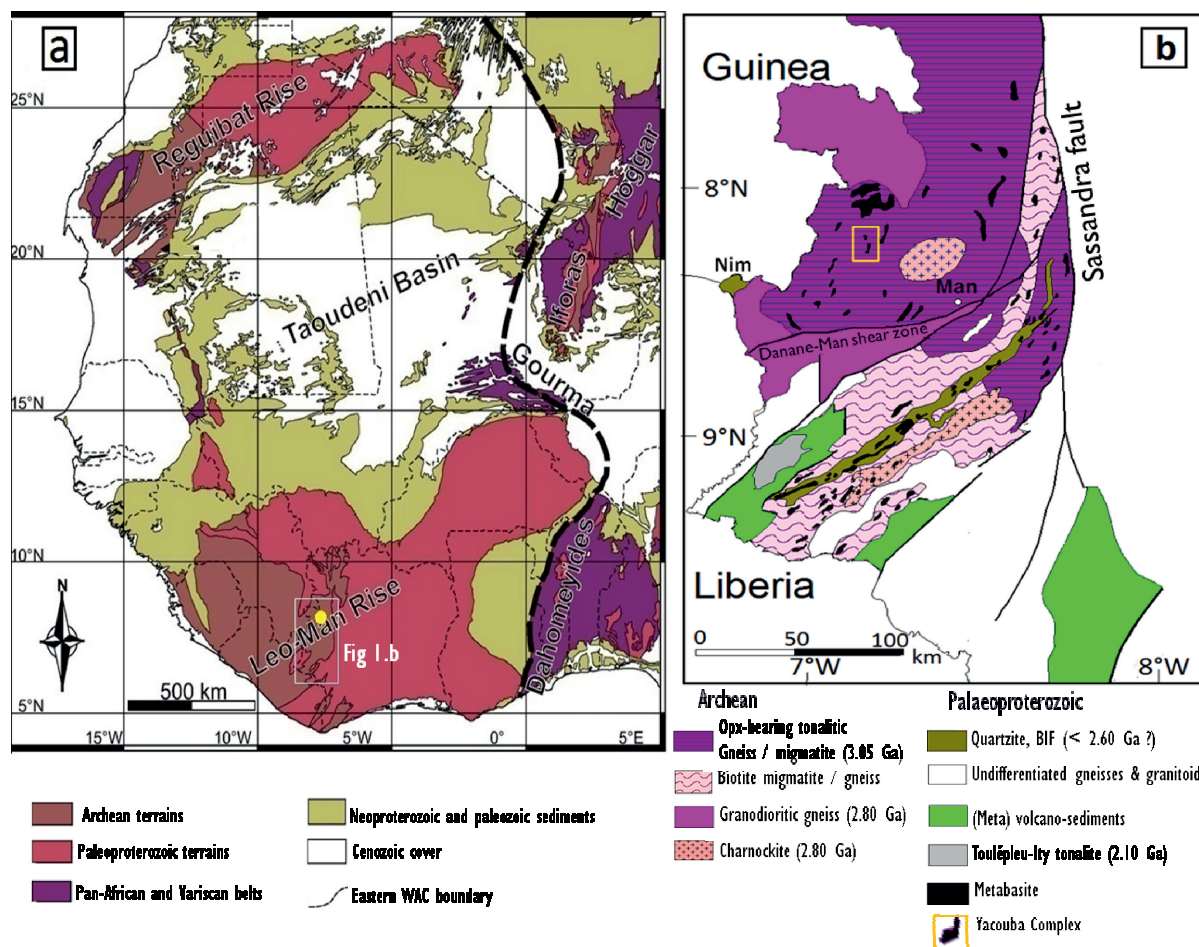 a
25°N
20°N
15°N
10°N
5°N
15°W
10°W
5°W
0°
5°E
Reguibat Rise
Hoggar
Iforas
Taoudeni Basin
Gourma
Dahomeyides
Leo-Man Rise
Fig 1.b
N
500 km
Archean terrains
Paleoproterozoic terrains
Pan-African and Variscan belts
Neoproterozoic and paleozoic sediments
Cenozoic cover
Eastern WAC boundary
b
Guinea
8°N
Sassandra fault
Nim
Man
Danane-Man shear zone
9°N
Liberia
0 50 100
km
7°W
8°W
Archean
Opx-bearing tonalitic
Gneiss / migmatite (3.05 Ga)
Biotite migmatite / gneiss
Granodioritic gneiss (2.80 Ga)
Charnockite (2.80 Ga)
Palaeoproterozoic
Quartzite, BIF (< 2.60 Ga ?)
Undifferentiated gneisses & granitoid
(Meta) volcano-sediments
Toulépleu-Ity tonalite (2.10 Ga)
Metabasite
Yacouba Complex